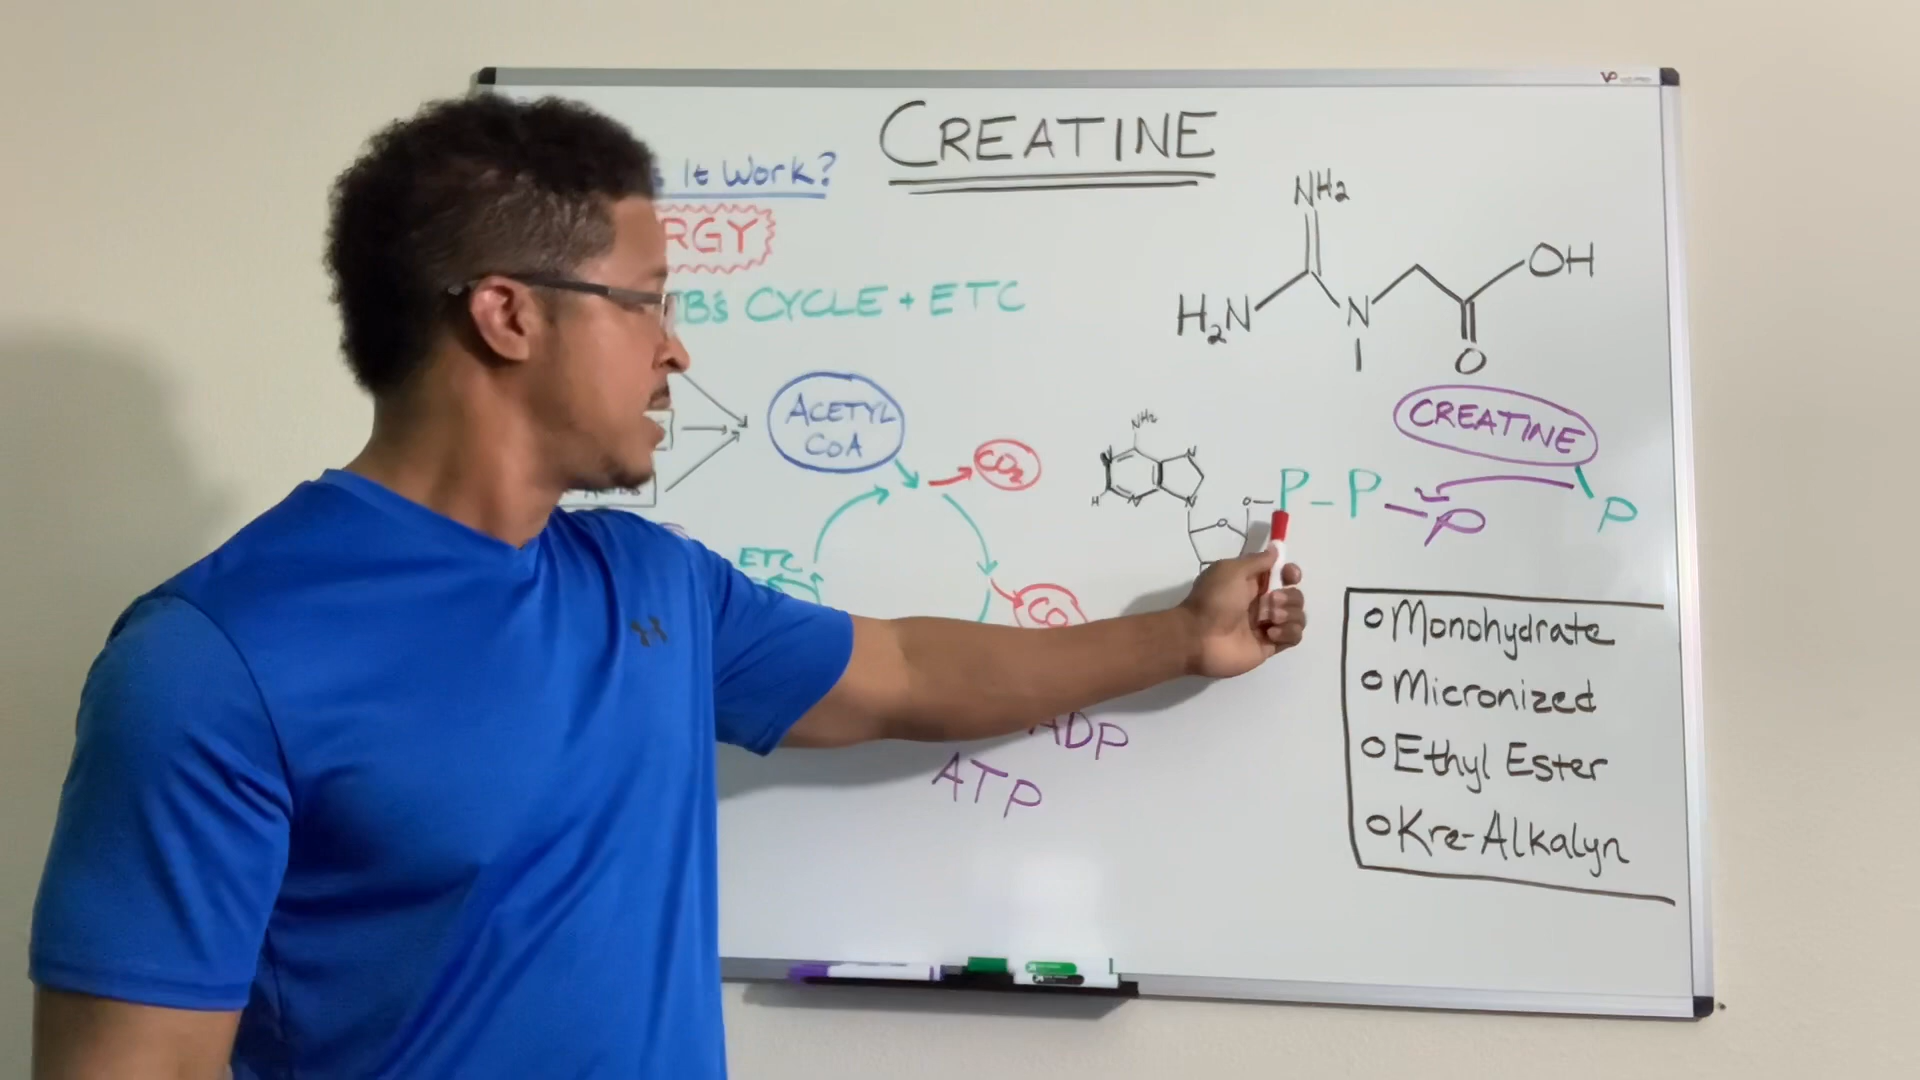 CREATINE
It Work?
RGY
CYCLE + ETC
ACETYL
CoA
CO2
ETC
CO
ADP
ATP
NH2
H2N
N
OH
O
CREATINE
NH2
N
N
N
N
H
O
O
P - P
P
P
o Monohydrate
o Micronized
o Ethyl Ester
o Kre-Alkalyn